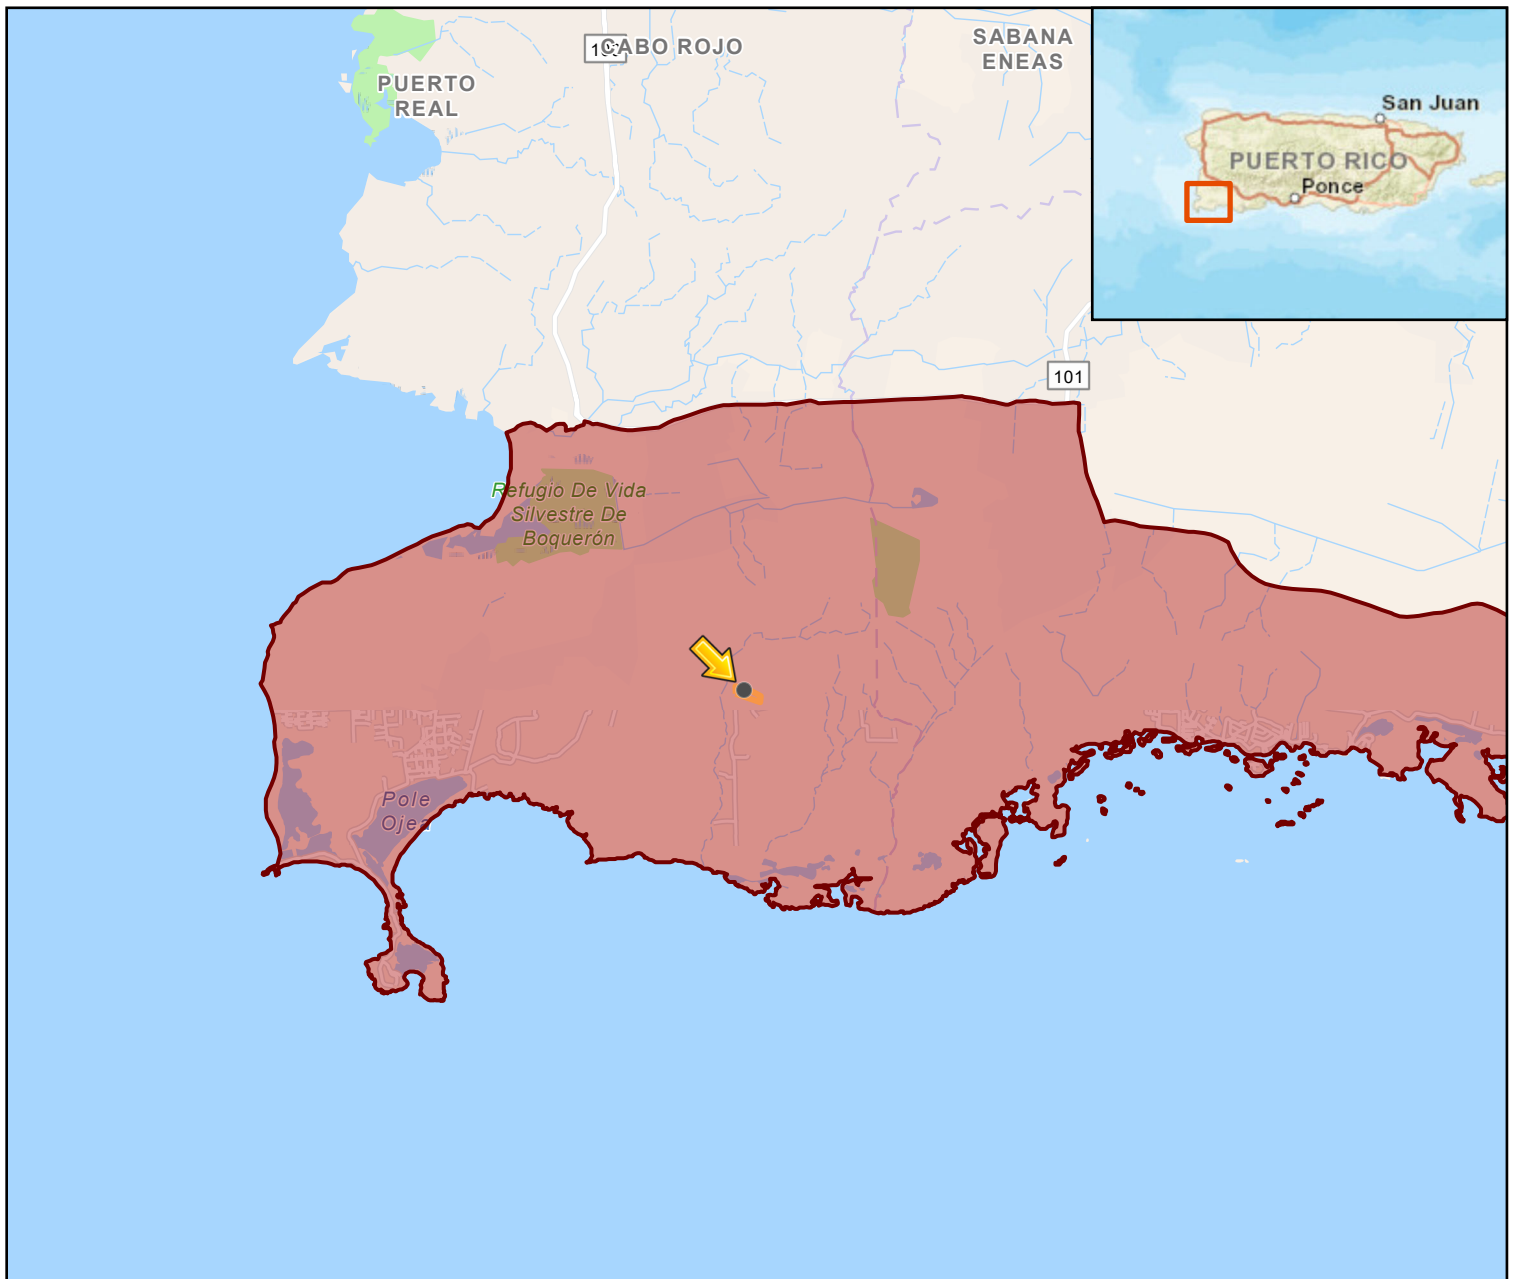 CABO ROJO
SABANA
ENEAS
PUERTO
REAL
San Juan
PUERTO RICO
Ponce
101
Refugio De Vida
Silvestre De
Boquerón
Pole
Ojea